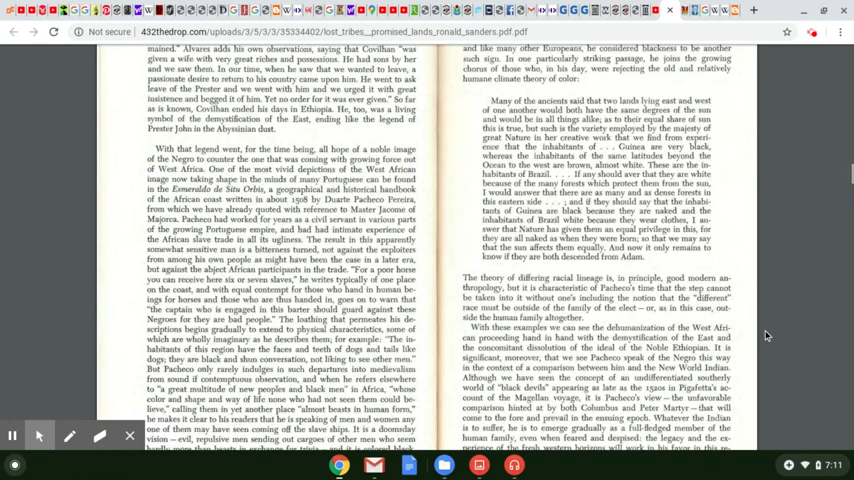 Not secure
432thedrop.com/uploads/3/5/3/3/35334402/lost_tribes_promised_lands_ronald_sanders.pdf.pdf
mained." Alvares adds his own observations, saying that Covilhan "was
given a wife with very great riches and possessions. He had sons by her
and we saw them. In our time, when he saw that we wanted to leave, a
passionate desire to return to his country came upon him. He went to ask
leave of the Prester and we went with him and we urged it with great
insistence and begged it of him. Yet no order for it was ever given." So far
as is known, Covilhan ended his days in Ethiopia. He, too, was a living
symbol of the demystification of the East, ending like the legend of
Prester John in the Abyssinian dust.
With that legend went, for the time being, all hope of a noble image
of the Negro to counter the one that was coming with growing force out
of West Africa. One of the most vivid depictions of the West African
image now taking shape in the minds of many Portuguese can be found
in the Esmeraldo de Situ Orbis, a geographical and historical handbook
of the African coast written in about 1508 by Duarte Pacheco Pereira,
from which we have already quoted with reference to Master Jacome of
Majorca. Pacheco had worked for years as a civil servant in various parts
of the growing Portuguese empire, and had had intimate experience of
the African slave trade in all its ugliness. The result in this apparently
somewhat sensitive man is a bitterness turned, not against the exploiters
from among his own people as might have been the case in a later era,
but against the abject African participants in the trade. "For a poor horse
you can receive here six or seven slaves," he writes typically of one place
on the coast, and with equal contempt for those who hand in human be-
ings for horses and those who are thus handed in, goes on to warn that
"the captain who is engaged in this barter should guard against these
Negroes for they are bad people." The loathing that permeates his de-
scriptions begins gradually to extend to physical characteristics, some of
which are wholly imaginary as he describes them; for example: "The in-
habitants of this region have the faces and teeth of dogs and tails like
dogs; they are black and shun conversation, not liking to see other men."
But Pacheco only rarely indulges in such departures into medievalism
from sound if contemptuous observation, and when he refers elsewhere
to "a great multitude of new peoples and black men" in Africa, "whose
color and shape and way of life none who had not seen them could be-
lieve," calling them in yet another place "almost beasts in human form,"
he makes it clear to his readers that he is speaking of men and women any
one of them may have seen coming off the slave ships. It is a doomsday
vision – evil, repulsive men sending out cargoes of other men who seem
hardly more than beasts in exchange for trivia – and it is colored black,
and like many other Europeans, he considered blackness to be another
such sign. In one particularly striking passage, he joins the growing
chorus of those who, in his day, were rejecting the old and relatively
humane climate theory of color:
Many of the ancients said that two lands lying east and west
of one another would both have the same degrees of the sun
and would be in all things alike; as to their equal share of sun
this is true, but such is the variety employed by the majesty of
great Nature in her creative work that we find from experi-
ence that the inhabitants of . . . Guinea are very black,
whereas the inhabitants of the same latitudes beyond the
Ocean to the west are brown, almost white. These are the in-
habitants of Brazil. . . . If any should aver that they are white
because of the many forests which protect them from the sun,
I would answer that there are as many and as dense forests in
this eastern side . . . ; and if they should say that the inhabi-
tants of Guinea are black because they are naked and the
inhabitants of Brazil white because they wear clothes, I an-
swer that Nature has given them an equal privilege in this, for
they are all naked as when they were born; so that we may say
that the sun affects them equally. And now it only remains to
know if they are both descended from Adam.
The theory of differing racial lineage is, in principle, good modern an-
thropology, but it is characteristic of Pacheco's time that the step cannot
be taken into it without one's including the notion that the "different"
race must be outside of the family of the elect – or, as in this case, out-
side the human family altogether.
With these examples we can see the dehumanization of the West Afri-
can proceeding hand in hand with the demystification of the East and
the concomitant dissolution of the ideal of the Noble Ethiopian. It is
significant, moreover, that we see Pacheco speak of the Negro this way
in the context of a comparison between him and the New World Indian.
Although we have seen the concept of an undifferentiated southerly
world of "black devils" appearing as late as the 1520s in Pigafetta's ac-
count of the Magellan voyage, it is Pacheco's view – the unfavorable
comparison hinted at by both Columbus and Peter Martyr – that will
come to the fore and prevail in the ensuing epoch. Whatever the Indian
is to suffer, he is to emerge gradually as a full-fledged member of the
human family, even when feared and despised: the legacy and the ex-
perience of the fresh western horizons will work in his favor in this re-
7:11